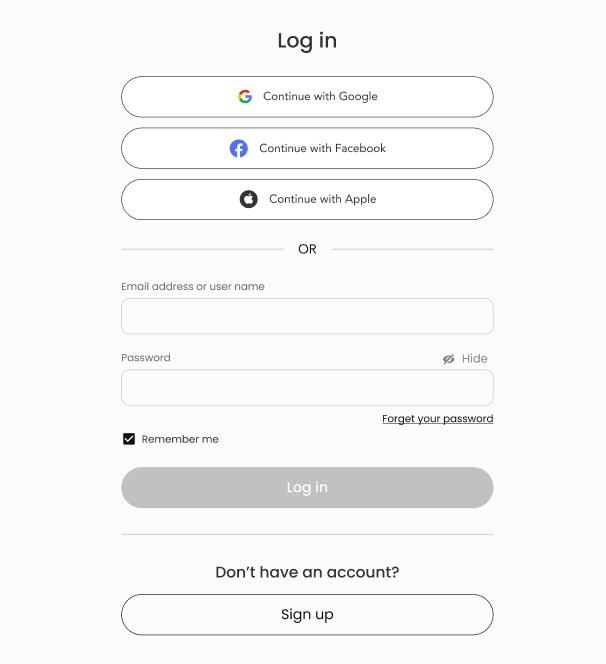 Log in
Continue with Google
Continue with Facebook
Continue with Apple
OR
Email address or user name
Password
Hide
Forget your password
Remember me
Log in
Don’t have an account?
Sign up